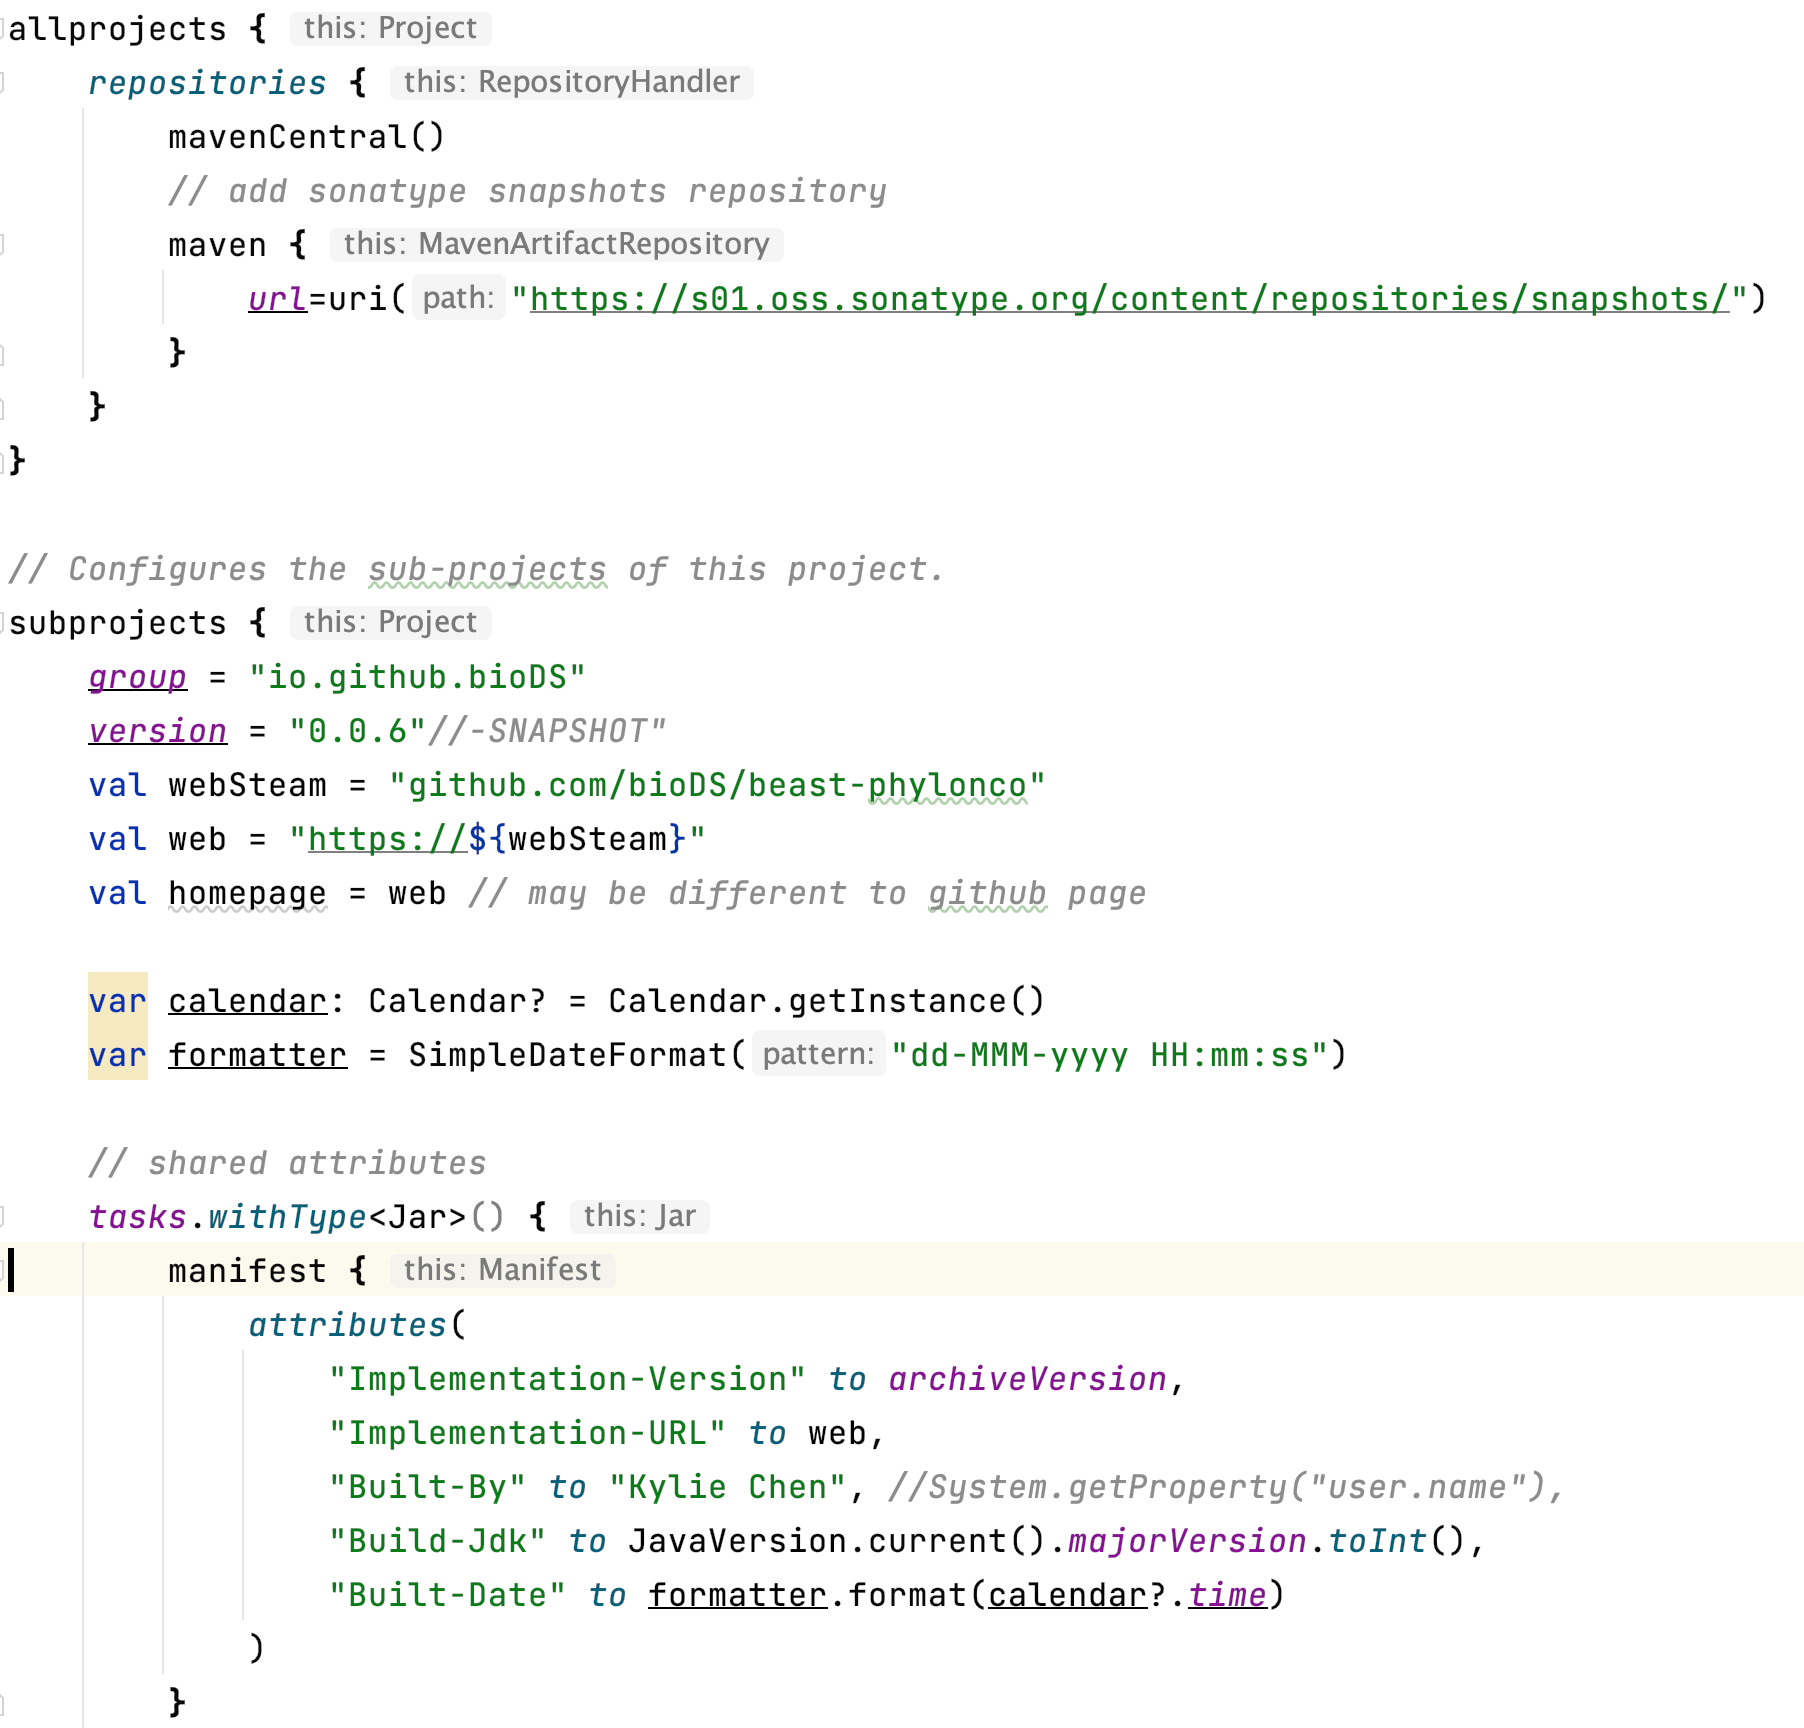 allprojects { this: Project
repositories { this: RepositoryHandler
mavenCentral()
// add sonatype snapshots repository
maven { this: MavenArtifactRepository
url=uri( path: "https://s01.oss.sonatype.org/content/repositories/snapshots/")
}
}
}
// Configures the sub-projects of this project.
subprojects { this: Project
group = "io.github.bioDS"
version = "0.0.6"//-SNAPSHOT"
val webSteam = "github.com/bioDS/beast-phylonco"
val web = "https://${webSteam}"
val homepage = web // may be different to github page
var calendar: Calendar? = Calendar.getInstance()
var formatter = SimpleDateFormat( pattern: "dd-MMM-yyyy HH:mm:ss")
// shared attributes
tasks.withType<Jar>() { this: Jar
manifest { this: Manifest
attributes(
"Implementation-Version" to archiveVersion,
"Implementation-URL" to web,
"Built-By" to "Kylie Chen", //System.getProperty("user.name"),
"Build-Jdk" to JavaVersion.current().majorVersion.toInt(),
"Built-Date" to formatter.format(calendar?.time)
)
}